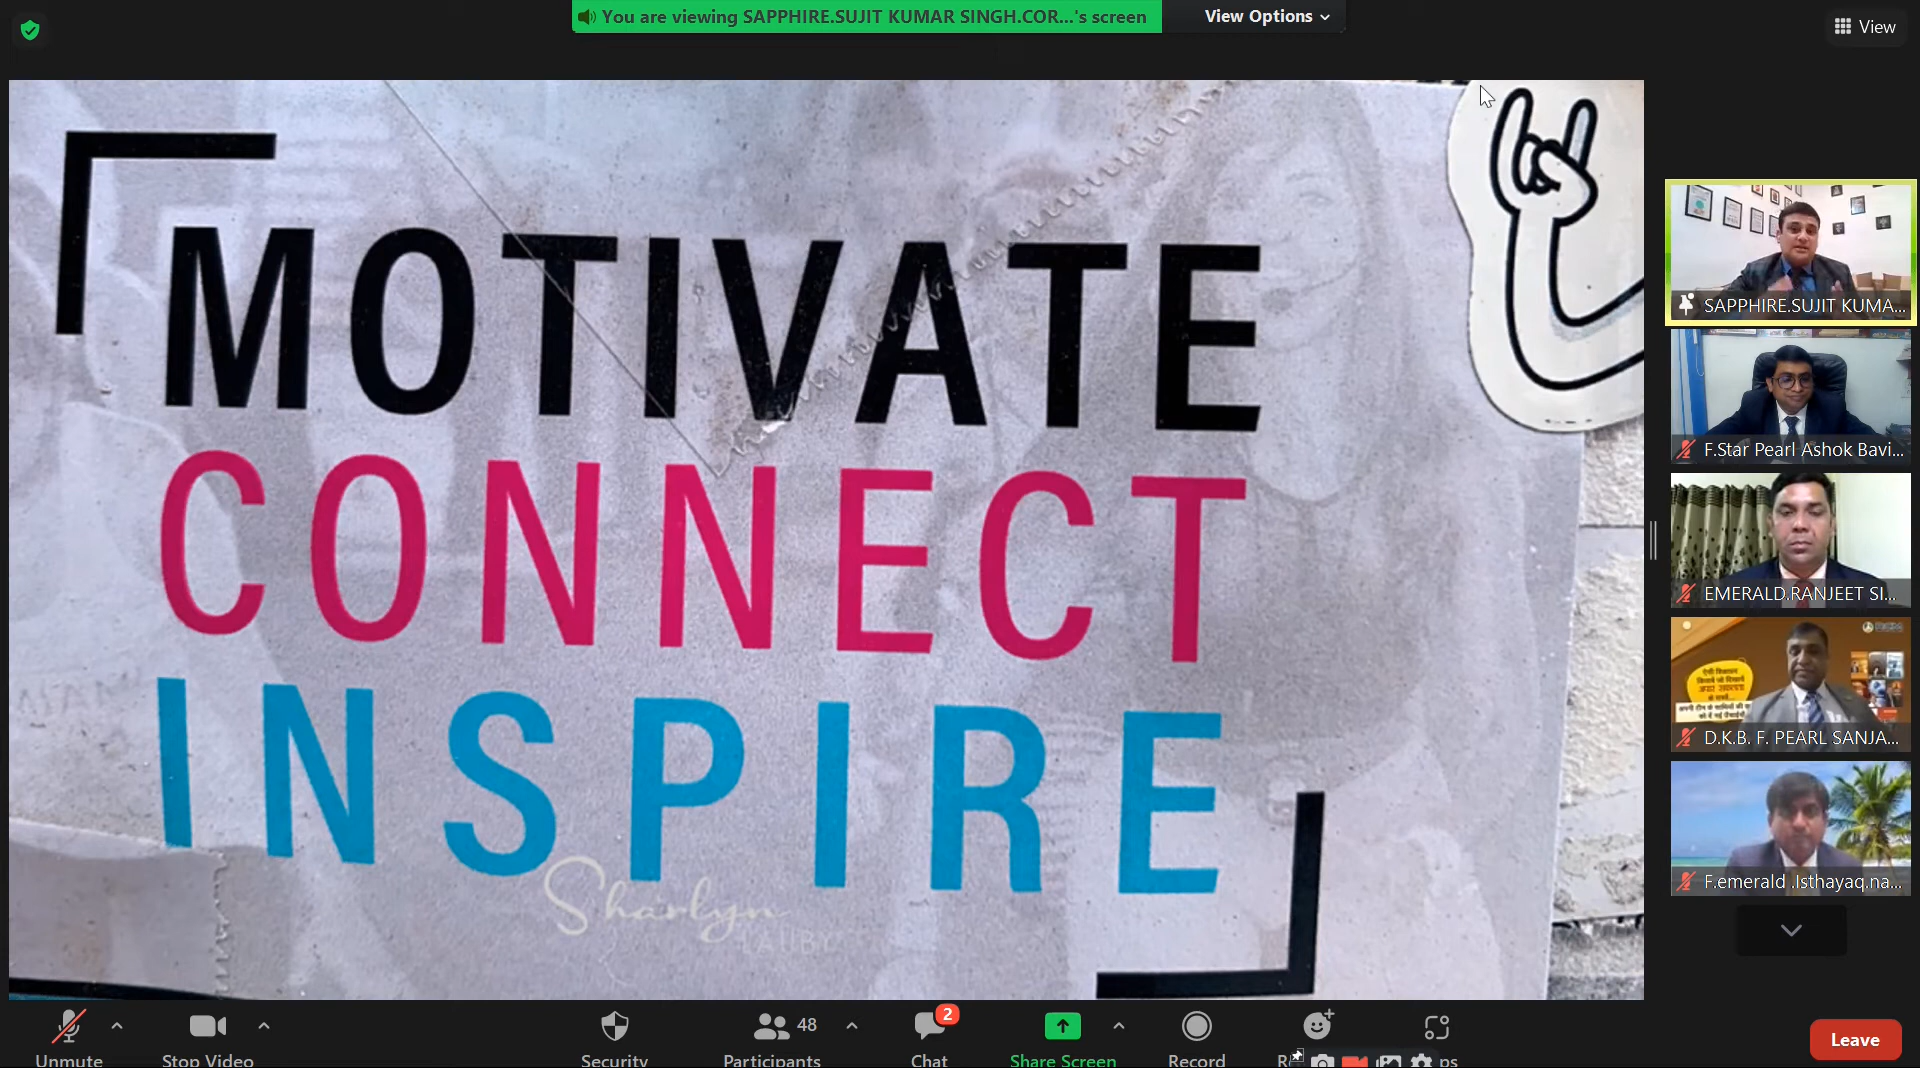 You are viewing SAPPHIRE.SUJIT KUMAR SINGH.COR...'s screen
View Options
View
MOTIVATE
CONNECT
INSPIRE
Sharlyn
LAUBY
SAPPHIRE.SUJIT KUMA...
F.Star Pearl Ashok Bavi...
EMERALD.RANJEET SI...
D.K.B. F. PEARL SANJA...
F.emerald .Isthayaq.na...
Unmute
Stop Video
Security
Participants
48
Chat
2
Share Screen
Record
ps
Leave